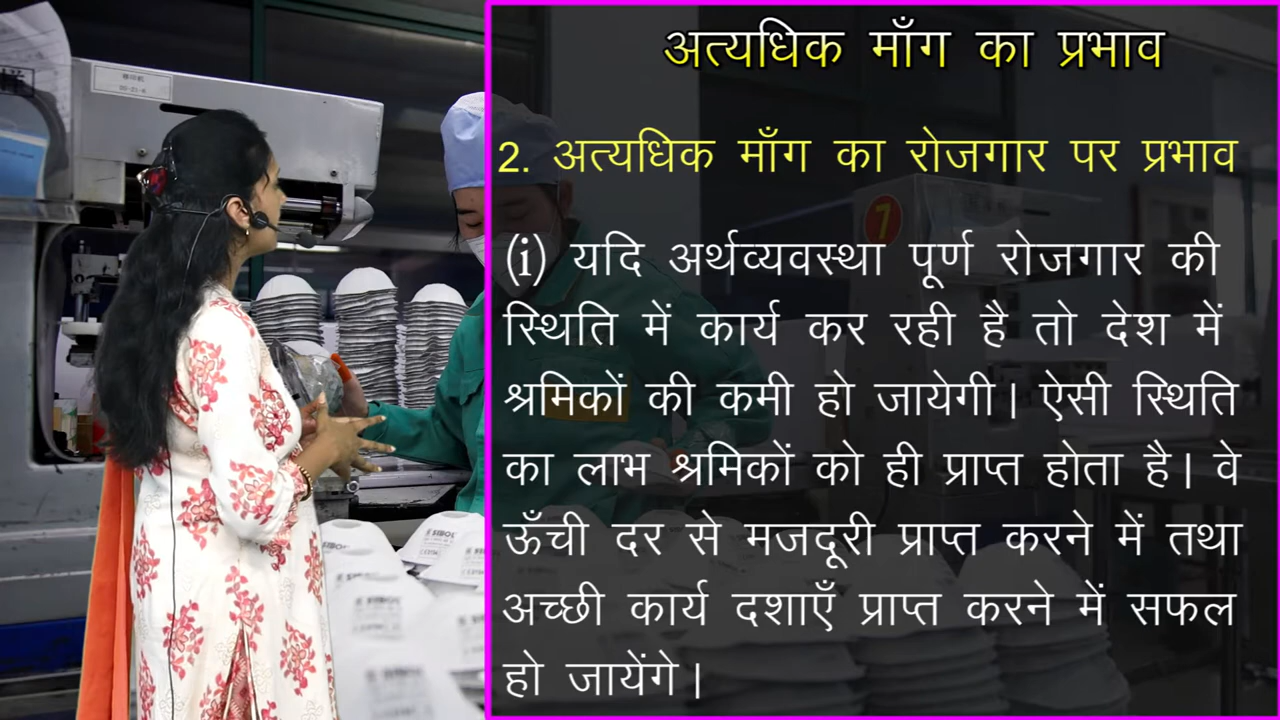 अत्यधिक माँग का प्रभाव
2. अत्यधिक माँग का रोजगार पर प्रभाव
(i) यदि अर्थव्यवस्था पूर्ण रोजगार की
स्थिति में कार्य कर रही है तो देश में
श्रमिकों की कमी हो जायेगी। ऐसी स्थिति
का लाभ श्रमिकों को ही प्राप्त होता है। वे
ऊँची दर से मजदूरी प्राप्त करने में तथा
अच्छी कार्य दशाएँ प्राप्त करने में सफल
हो जायेंगे।
7